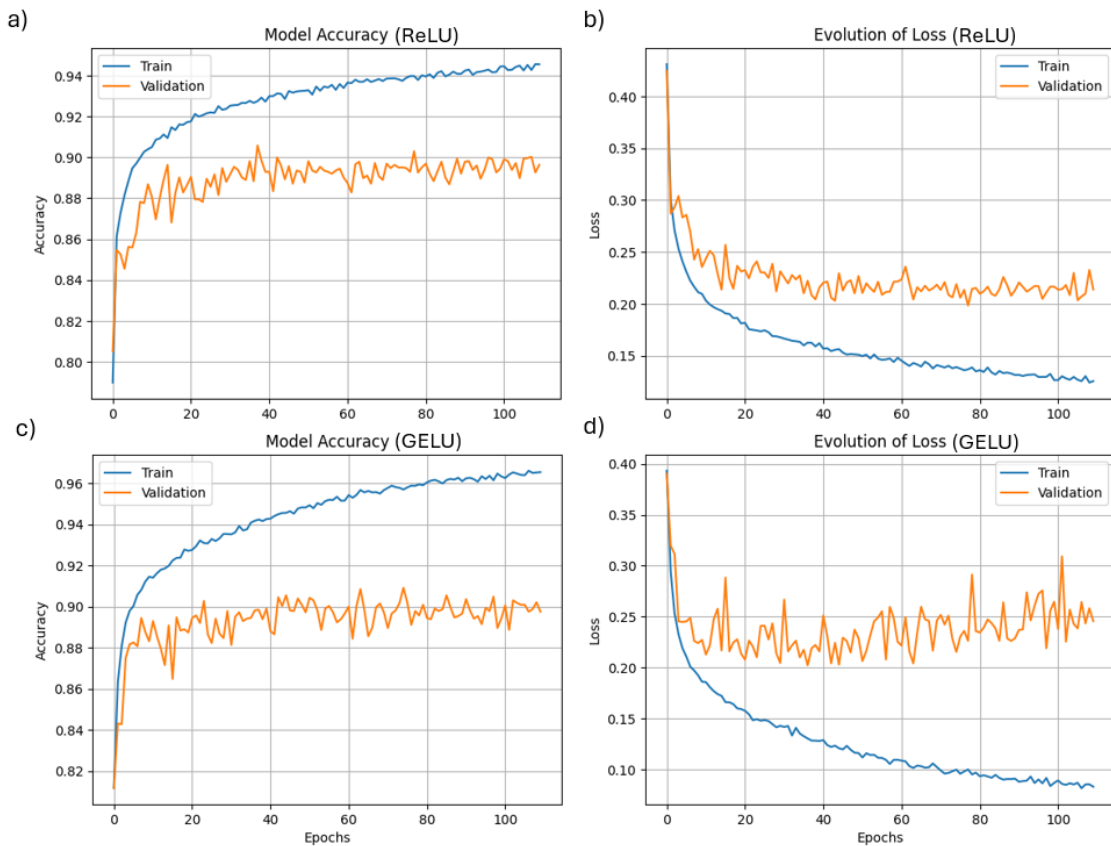 a)
Model Accuracy (ReLU)
Train
Validation
Accuracy
0.94
0.92
0.90
0.88
0.86
0.84
0.82
0.80
0
20
40
60
80
100
b)
Evolution of Loss (ReLU)
Train
Validation
Loss
0.40
0.35
0.30
0.25
0.20
0.15
0
20
40
60
80
100
c)
Model Accuracy (GELU)
Train
Validation
Accuracy
0.96
0.94
0.92
0.90
0.88
0.86
0.84
0.82
0
20
40
60
80
100
Epochs
d)
Evolution of Loss (GELU)
Train
Validation
Loss
0.40
0.35
0.30
0.25
0.20
0.15
0.10
0
20
40
60
80
100
Epochs